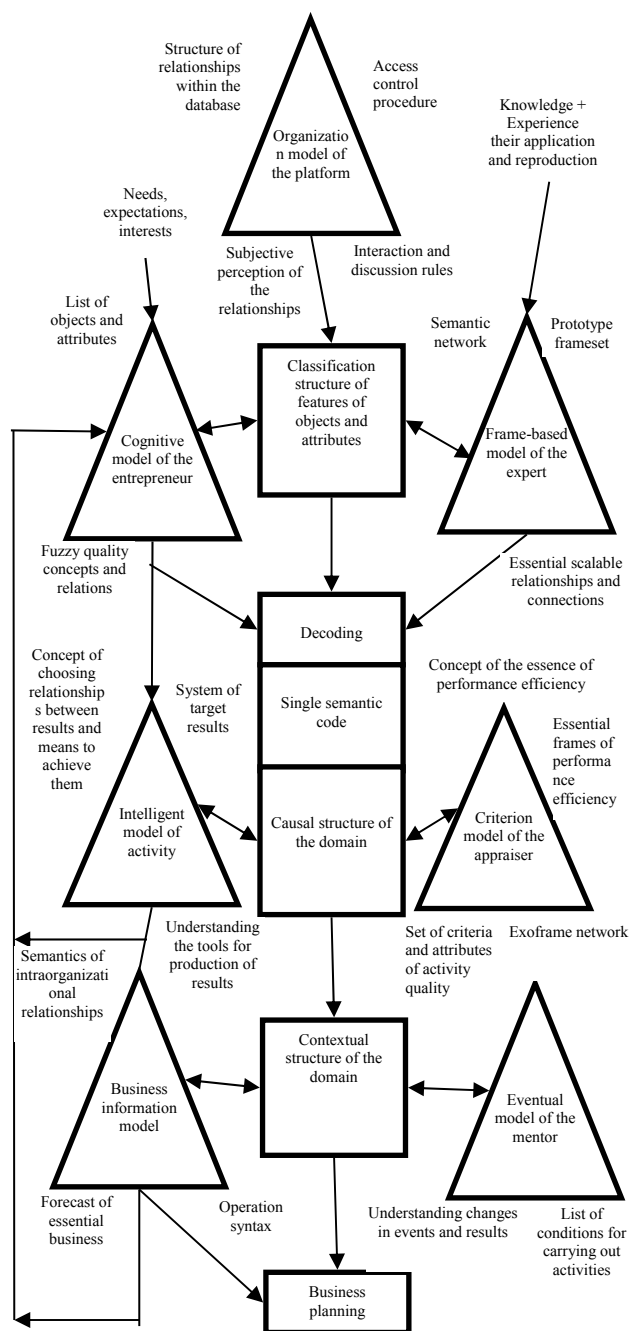 Structure of
relationships
within the
database
Access
control
procedure
Organizatio
n model of
the platform
Knowledge +
Experience
their application
and reproduction
Needs,
expectations,
interests
Subjective
perception of
the
relationships
Interaction and
discussion rules
List of
objects and
attributes
Semantic
network
Prototype
frameset
Classification
structure of
features of
objects and
attributes
Cognitive
model of the
entrepreneur
Frame-based
model of the
expert
Fuzzy quality
concepts and
relations
Essential scalable
relationships and
connections
Decoding
Concept of
choosing
relationship
s between
results and
means to
achieve
them
System of
target
results
Single semantic
code
Concept of the essence of
performance efficiency
Essential
frames of
performa
nce
efficiency
Intelligent
model of
activity
Causal structure of
the domain
Criterion
model of the
appraiser
Understanding
the tools for
production of
results
Set of criteria
and attributes
of activity
quality
Exoframe network
Semantics of
intraorganizati
onal
relationships
Contextual
structure of the
domain
Business
information
model
Eventual
model of the
mentor
Forecast of
essential
business
Operation
syntax
Understanding changes
in events and results
List of
conditions for
carrying out
activities
Business
planning